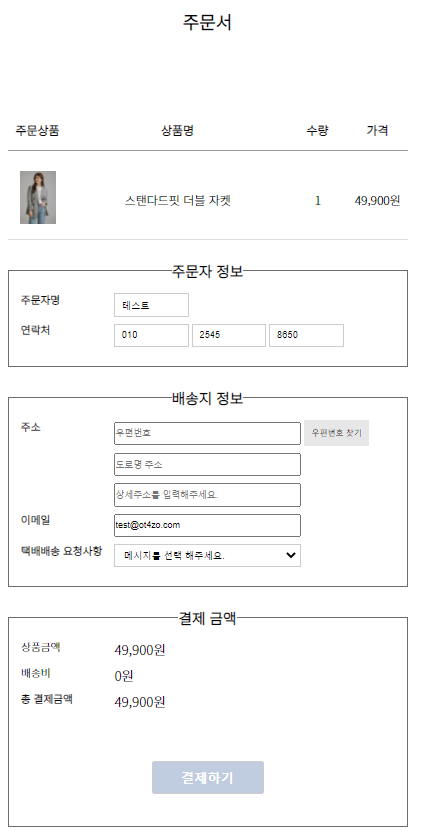 주문서
주문상품 상품명 수량 가격
스탠다드핏 더블 자켓 1 49,900원
주문자 정보
주문자명 테스트
연락처 010 2545 8650
배송지 정보
주소 우편번호 우편번호 찾기
도로명 주소
상세주소를 입력해주세요.
이메일 test@ot4zo.com
택배배송 요청사항 메시지를 선택 해주세요.
결제 금액
상품금액 49,900원
배송비 0원
총 결제금액 49,900원
결제하기